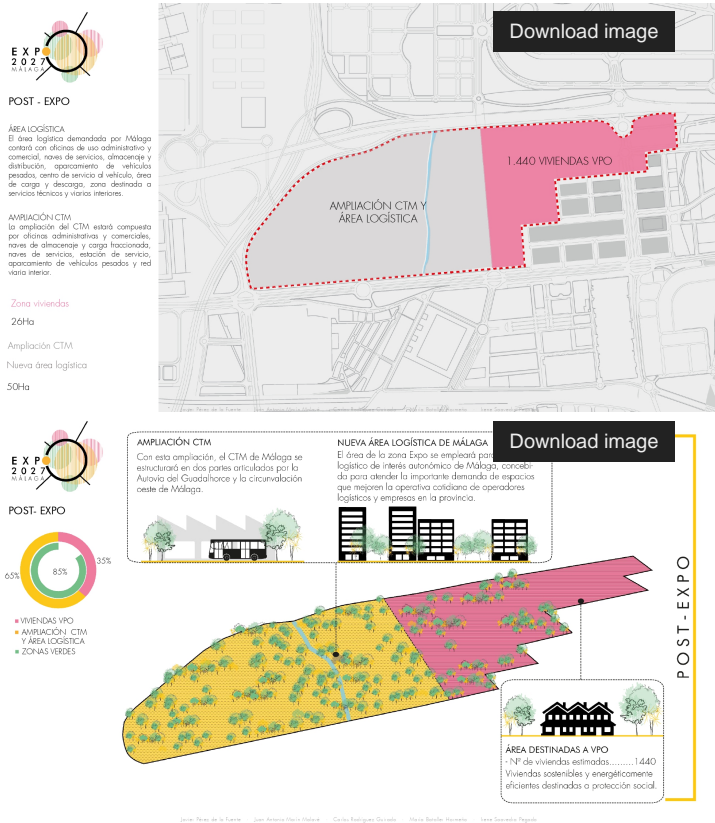 Download image
EXPO
2027
MÁLAGA
POST - EXPO
ÁREA LOGÍSTICA
El área logística demandada por Málaga
contará con oficinas de uso administrativo y
comercial, naves de servicios, almacenaje y
distribución, aparcamiento de vehículos
pesados, centro de servicio al vehículo, área
de carga y descarga, zona destinada a
servicios técnicos y viarios interiores.
AMPLIACIÓN CTM
La ampliación del CTM estará compuesta
por oficinas administrativas y comerciales,
naves de almacenaje y carga fraccionada,
naves de servicios, estación de servicio,
aparcamiento de vehículos pesados y red
viaria interior.
Zona viviendas
26Ha
Ampliación CTM
Nueva área logística
50Ha
1.440 VIVIENDAS VPO
AMPLIACIÓN CTM Y
ÁREA LOGÍSTICA
Download image
EXPO
2027
MÁLAGA
POST- EXPO
35%
65%
85%
VIVIENDAS VPO
AMPLIACIÓN CTM
Y ÁREA LOGÍSTICA
ZONAS VERDES
AMPLIACIÓN CTM
Con esta ampliación, el CTM de Málaga se
estructurará en dos partes articulados por la
Autovía del Guadalhorce y la circunvalación
oeste de Málaga.
NUEVA ÁREA LOGÍSTICA DE MÁLAGA
El área de la zona Expo se empleará para
logístico de interés autonómico de Málaga, concebi-
da para atender la importante demanda de espacios
que mejoren la operativa cotidiano de operadores
logísticos y empresas en la provincia.
POST-EXPO
ÁREA DESTINADAS A VPO
- Nº de viviendas estimadas.........1440
Viviendas sostenibles y energéticamente
eficientes destinadas a protección social.